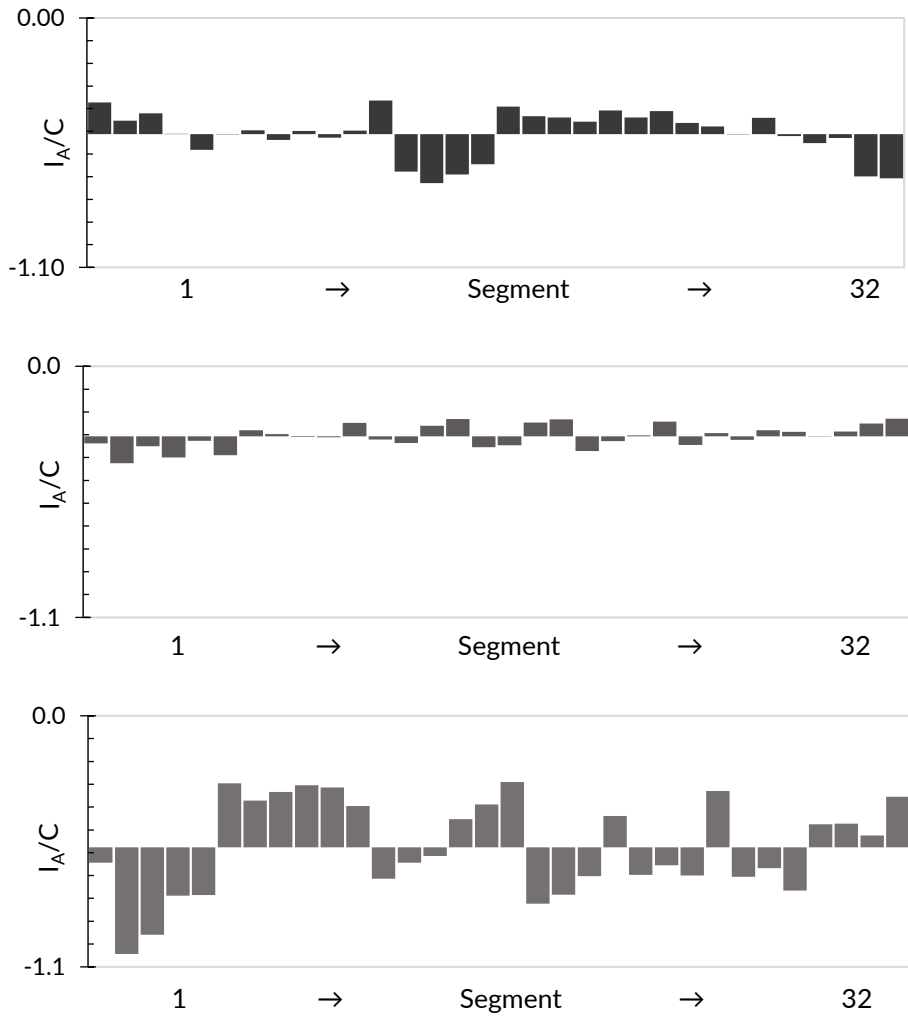 0.00
I_A/C
-1.10
1 → Segment → 32
0.0
I_A/C
-1.1
1 → Segment → 32
0.0
I_A/C
-1.1
1 → Segment → 32